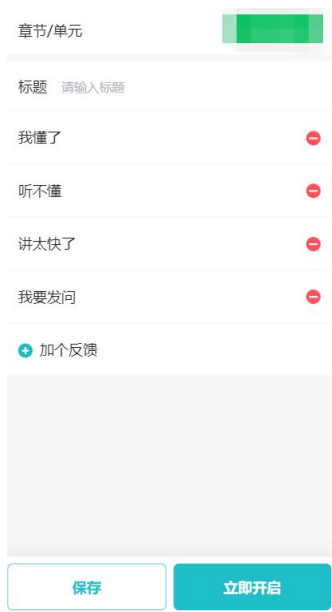 章节/单元
标题 请输入标题
我懂了
听不懂
讲太快了
我要发问
加个反馈
保存 立即开启